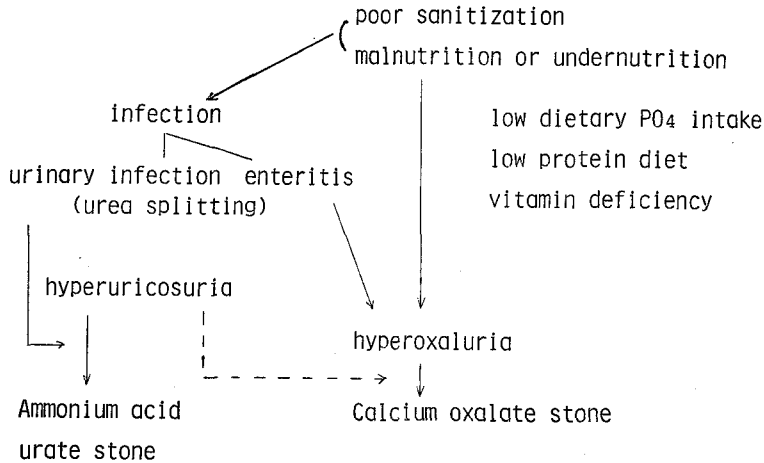 poor sanitization
malnutrition or undernutrition
infection
low dietary PO4 intake
urinary infection enteritis
low protein diet
(urea splitting)
vitamin deficiency
hyperuricosuria
hyperoxaluria
Ammonium acid
Calcium oxalate stone
urate stone